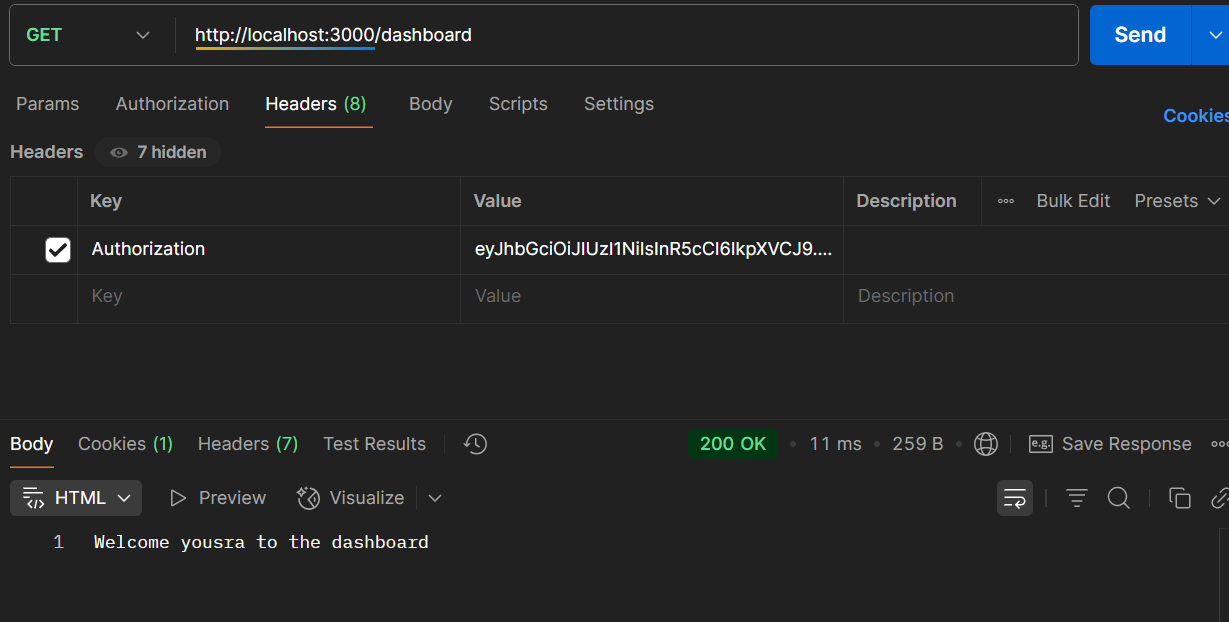 GET http://localhost:3000/dashboard Send
Params Authorization Headers (8) Body Scripts Settings
Cookies
Headers 7 hidden
Key Value Description Bulk Edit Presets
Authorization eyJhbGciOiJIUzI1NiIsInR5cCI6IkpXVCJ9....
Key Value Description
Body Cookies (1) Headers (7) Test Results 200 OK • 11 ms • 259 B • e.g. Save Response
HTML Preview Visualize
1 Welcome yousra to the dashboard